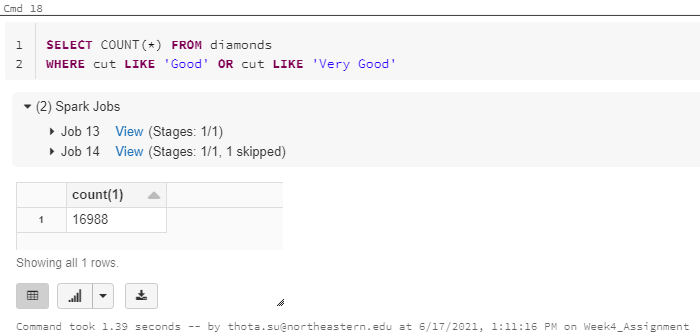 Cmd 18
1 SELECT COUNT(*) FROM diamonds
2 WHERE cut LIKE 'Good' OR cut LIKE 'Very Good'
(2) Spark Jobs
Job 13 View (Stages: 1/1)
Job 14 View (Stages: 1/1, 1 skipped)
count(1)
1 16988
Showing all 1 rows.
Command took 1.39 seconds -- by thota.su@northeastern.edu at 6/17/2021, 1:11:16 PM on Week4_Assignment